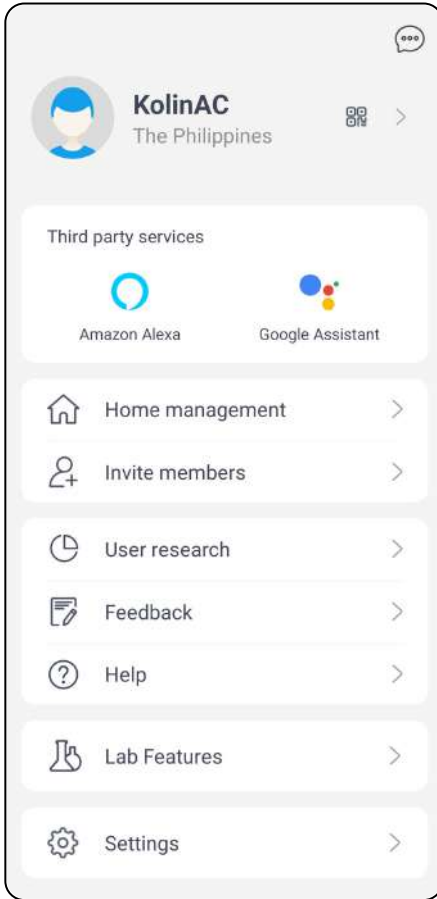 KolinAC
The Philippines
Third party services
Amazon Alexa
Google Assistant
Home management
Invite members
User research
Feedback
Help
Lab Features
Settings